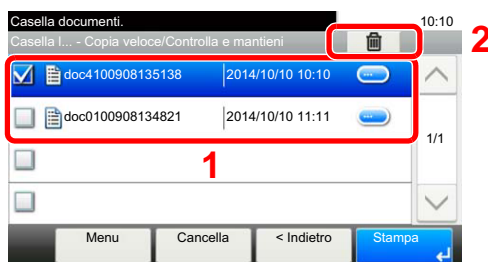 Casella documenti. 10:10
Casella l... - Copia veloce/Controlla e mantieni
2
doc4100908135138 2014/10/10 10:10
doc0100908134821 2014/10/10 11:11
1/1
1
Menu Cancella < Indietro Stampa